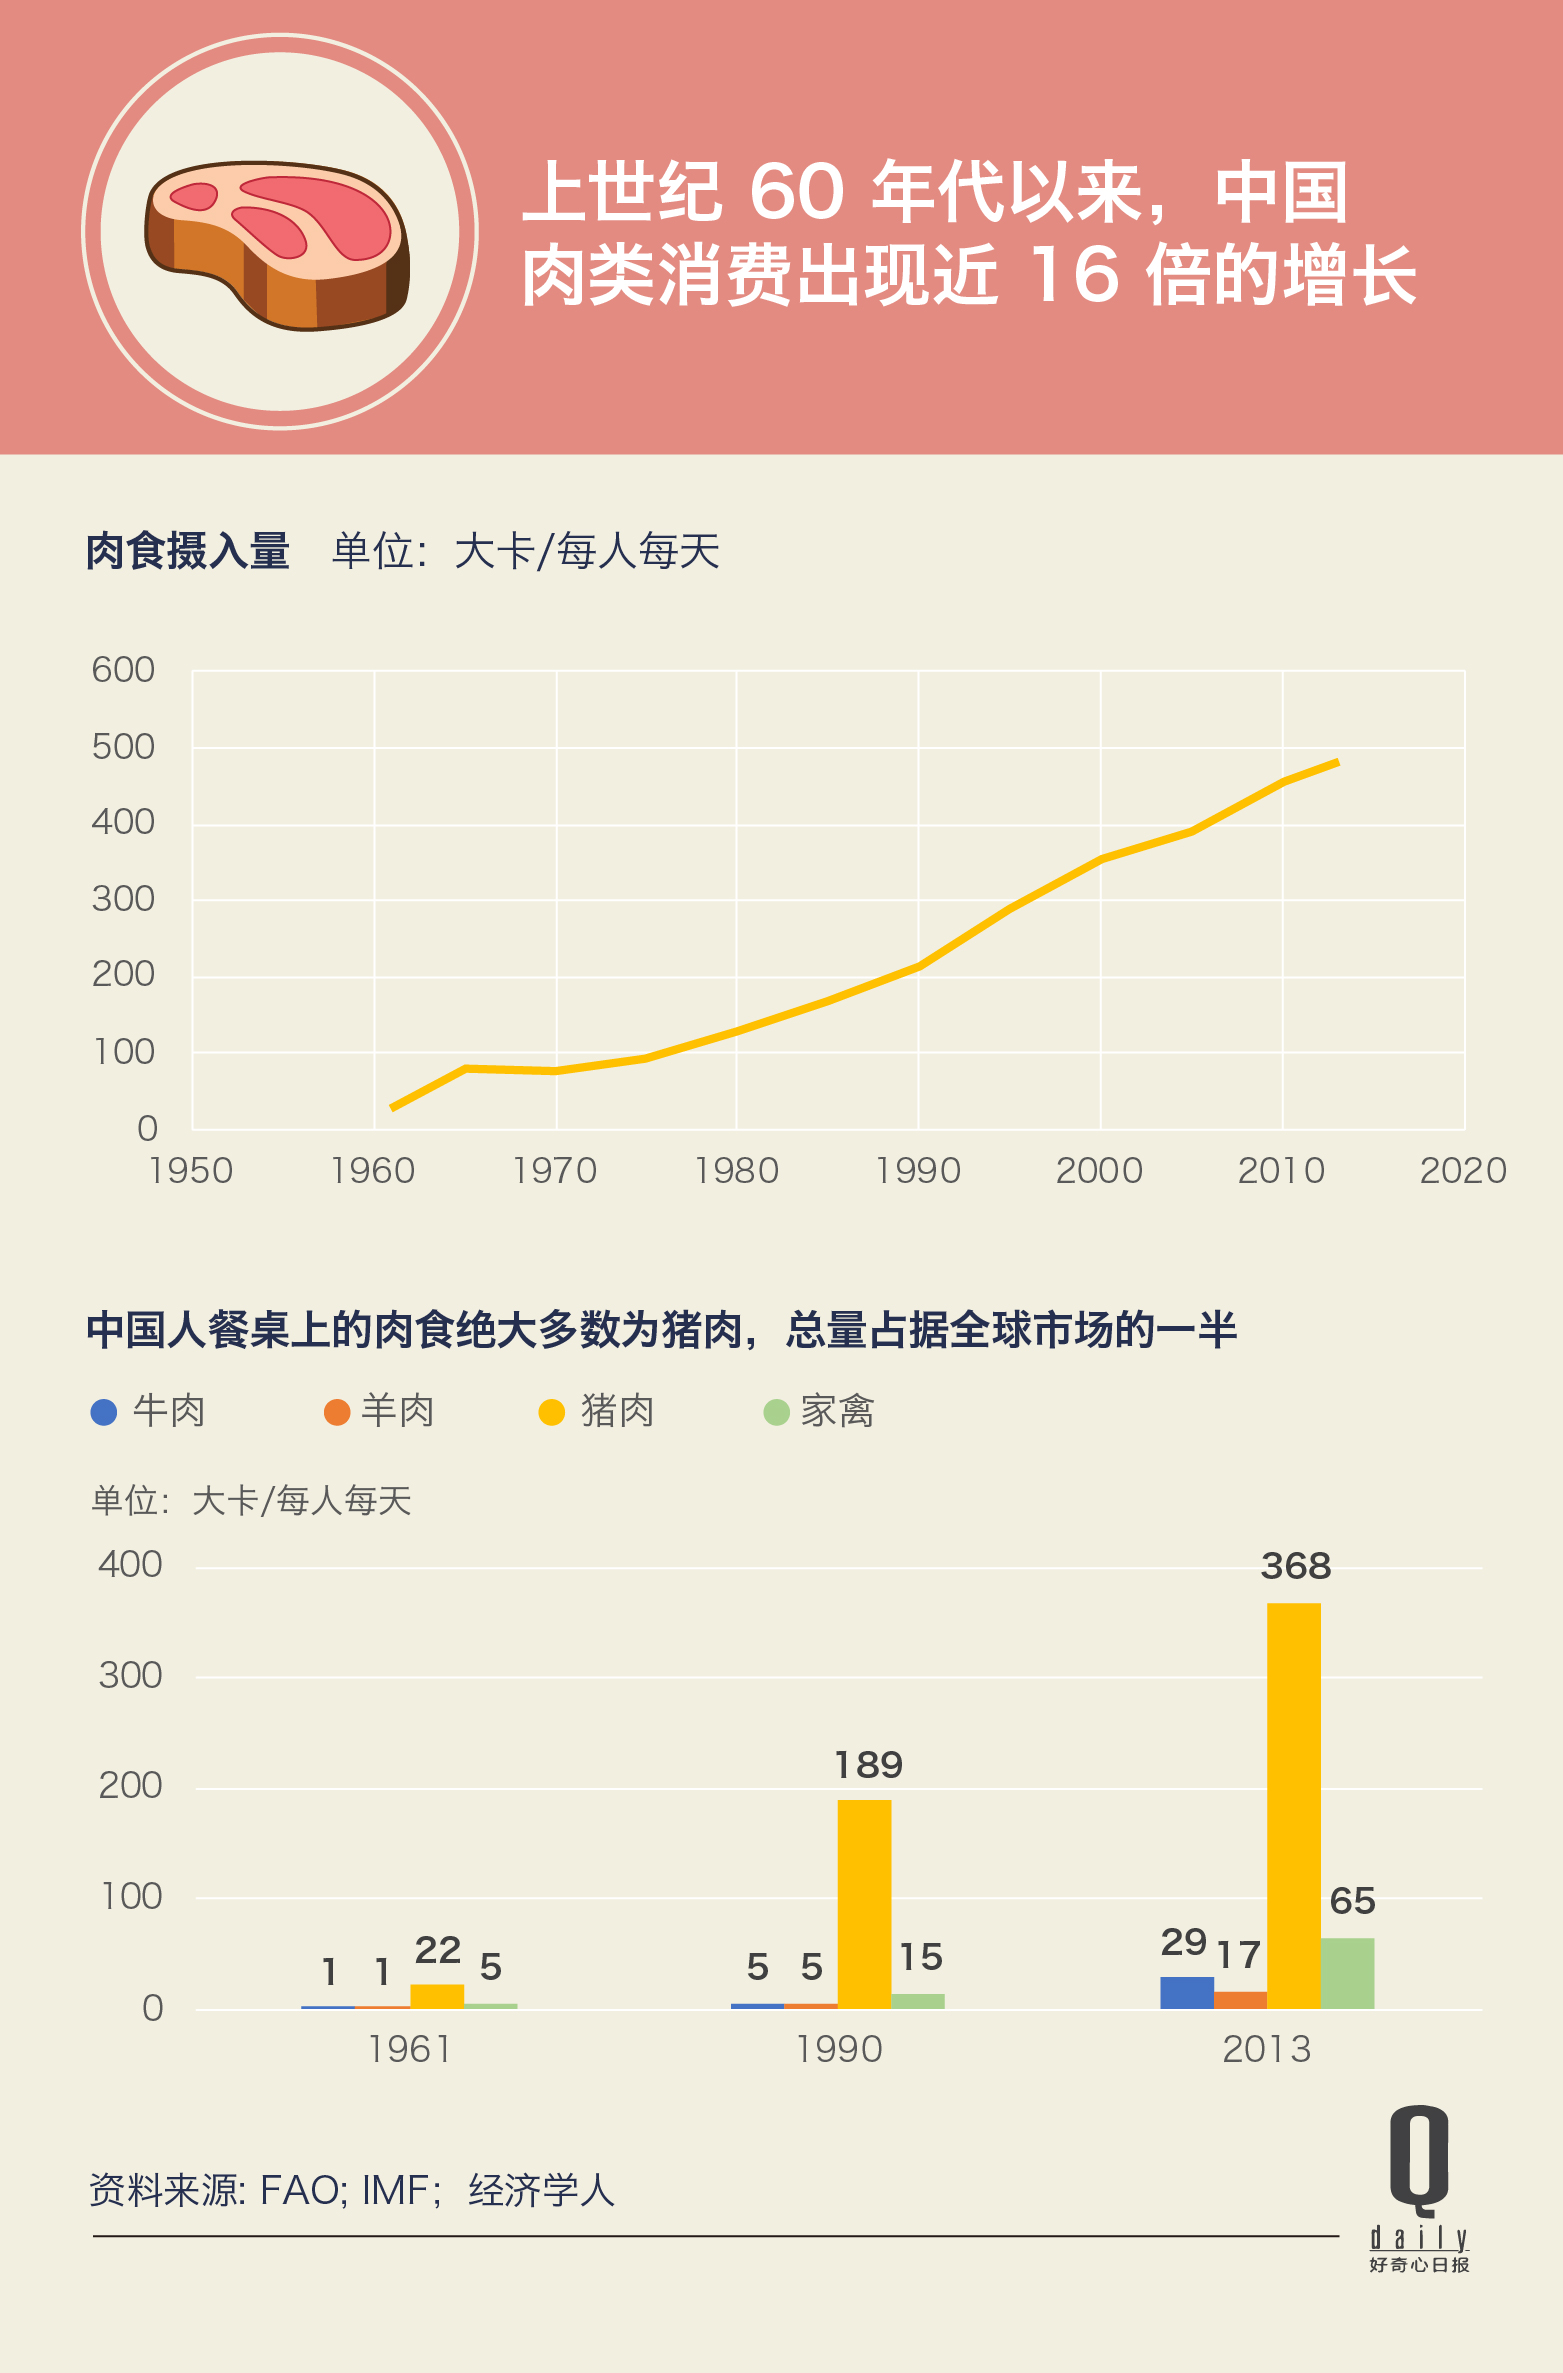 上世纪 60 年代以来，中国
肉类消费出现近 16 倍的增长
肉食摄入量 单位：大卡/每人每天
600
500
400
300
200
100
0
1950 1960 1970 1980 1990 2000 2010 2020
中国人餐桌上的肉食绝大多数为猪肉，总量占据全球市场的一半
牛肉 羊肉 猪肉 家禽
单位：大卡/每人每天
400
300
200
100
0
1 1 22 5
5 5 189 15
29 17 368 65
1961 1990 2013
资料来源: FAO; IMF；经济学人
Q
daily
好奇心日报